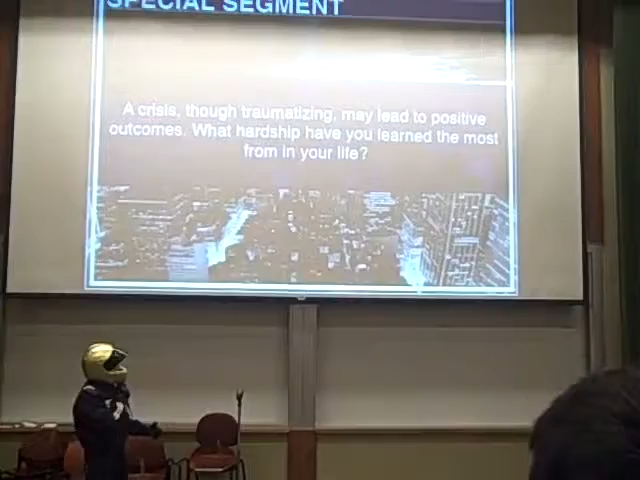 SPECIAL SEGMENT
A crisis, though traumatizing, may lead to positive
outcomes. What hardship have you learned the most
from in your life?